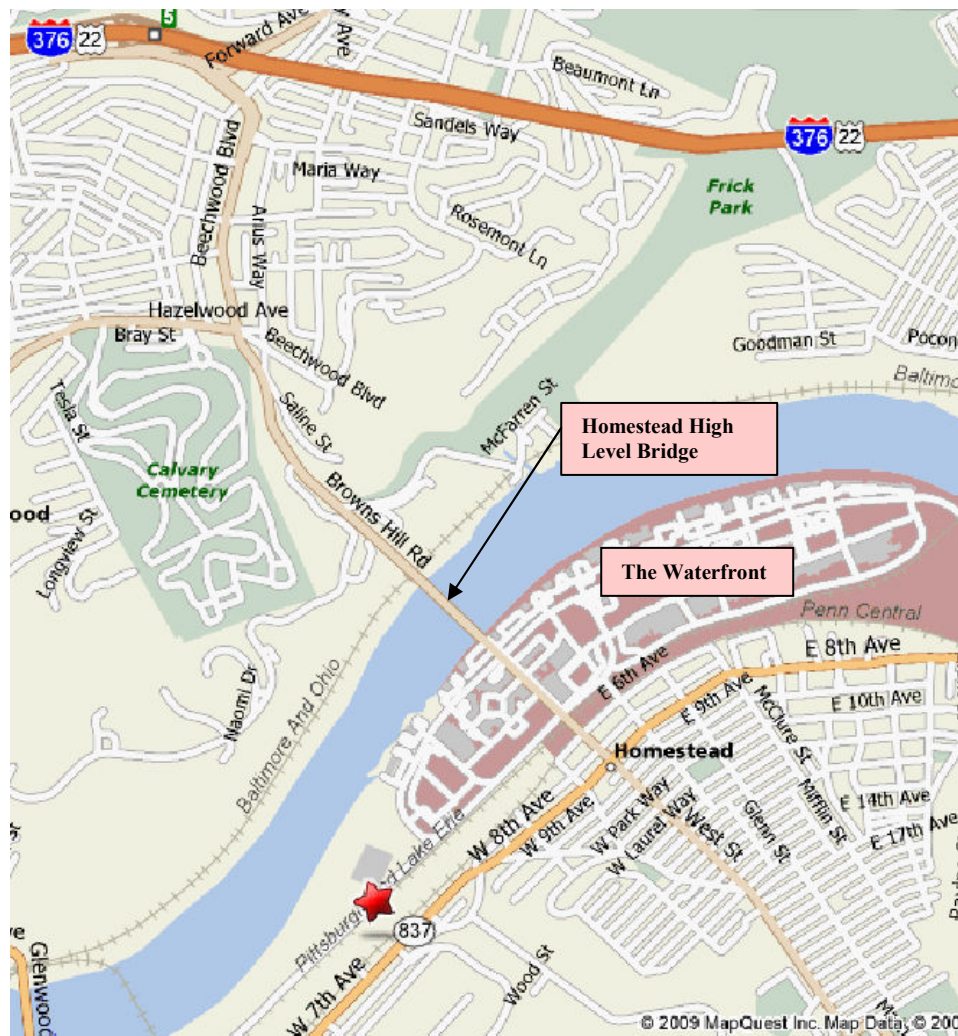 5
376
22
Forward Ave
Ave
Beaumont Ln
Sandels Way
376
22
Beechwood Blvd
Maria Way
Frick
Park
Arius Way
Rosemont Ln
Hazelwood Ave
Bray St
Beechwood Blvd
Goodman St
Pocon
Baltimo
Tesla St
Saline St
McFarren St
Homestead High
Level Bridge
Calvary
Cemetery
ood
Longview St
Browns Hill Rd
The Waterfront
Penn Central
E 6th Ave
E 8th Ave
Naomi Dr
Baltimore And Ohio
E 9th Ave
McClure St
E 10th Ave
Homestead
Mifflin St
E 14th Ave
W 8th Ave
W 9th Ave
W Park Way
W Laurel Way
West St
Glenn St
E 17th Ave
d Lake Erie
Pittsburg
837
W 7th Ave
Wood St
Glenwood
© 2009 MapQuest Inc. Map Data, © 200